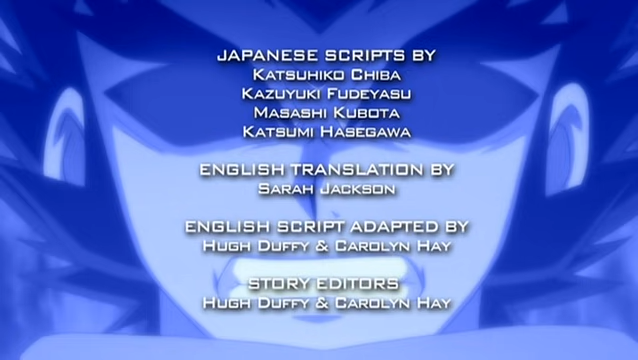 JAPANESE SCRIPTS BY
KATSUHIKO CHIBA
KAZUYUKI FUDEYASU
MASASHI KUBOTA
KATSUMI HASEGAWA
ENGLISH TRANSLATION BY
SARAH JACKSON
ENGLISH SCRIPT ADAPTED BY
HUGH DUFFY & CAROLYN HAY
STORY EDITORS
HUGH DUFFY & CAROLYN HAY